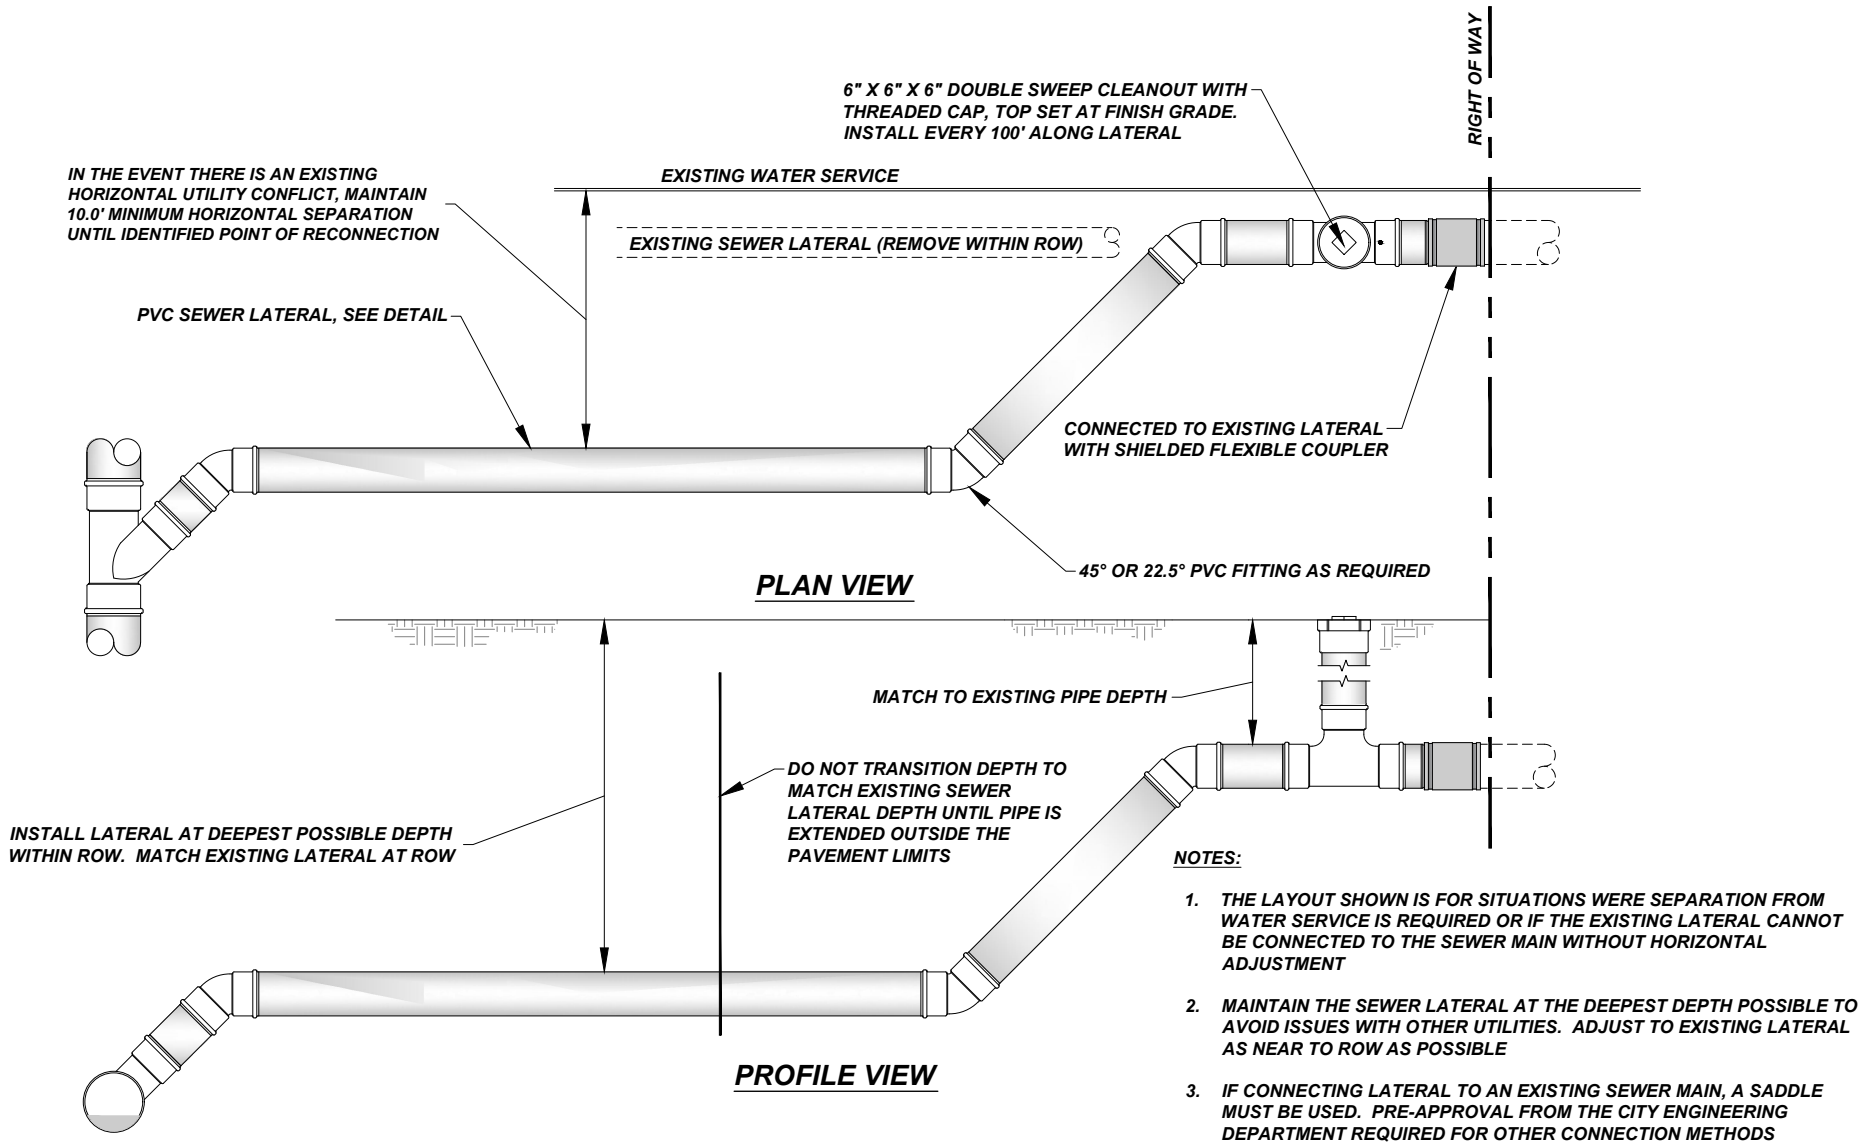 RIGHT OF WAY
6" X 6" X 6" DOUBLE SWEEP CLEANOUT WITH
THREADED CAP, TOP SET AT FINISH GRADE.
INSTALL EVERY 100' ALONG LATERAL
IN THE EVENT THERE IS AN EXISTING
HORIZONTAL UTILITY CONFLICT, MAINTAIN
10.0' MINIMUM HORIZONTAL SEPARATION
UNTIL IDENTIFIED POINT OF RECONNECTION
EXISTING WATER SERVICE
EXISTING SEWER LATERAL (REMOVE WITHIN ROW)
PVC SEWER LATERAL, SEE DETAIL
CONNECTED TO EXISTING LATERAL
WITH SHIELDED FLEXIBLE COUPLER
45° OR 22.5° PVC FITTING AS REQUIRED
PLAN VIEW
MATCH TO EXISTING PIPE DEPTH
DO NOT TRANSITION DEPTH TO
MATCH EXISTING SEWER
LATERAL DEPTH UNTIL PIPE IS
EXTENDED OUTSIDE THE
PAVEMENT LIMITS
INSTALL LATERAL AT DEEPEST POSSIBLE DEPTH
WITHIN ROW. MATCH EXISTING LATERAL AT ROW
PROFILE VIEW
NOTES:
1. THE LAYOUT SHOWN IS FOR SITUATIONS WERE SEPARATION FROM
WATER SERVICE IS REQUIRED OR IF THE EXISTING LATERAL CANNOT
BE CONNECTED TO THE SEWER MAIN WITHOUT HORIZONTAL
ADJUSTMENT
2. MAINTAIN THE SEWER LATERAL AT THE DEEPEST DEPTH POSSIBLE TO
AVOID ISSUES WITH OTHER UTILITIES. ADJUST TO EXISTING LATERAL
AS NEAR TO ROW AS POSSIBLE
3. IF CONNECTING LATERAL TO AN EXISTING SEWER MAIN, A SADDLE
MUST BE USED. PRE-APPROVAL FROM THE CITY ENGINEERING
DEPARTMENT REQUIRED FOR OTHER CONNECTION METHODS